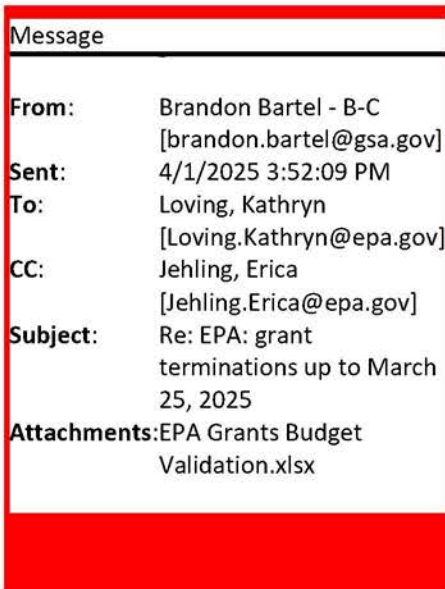 Message
From: Brandon Bartel - B-C
[brandon.bartel@gsa.gov]
Sent: 4/1/2025 3:52:09 PM
To: Loving, Kathryn
[Loving.Kathryn@epa.gov]
CC: Jehling, Erica
[Jehling.Erica@epa.gov]
Subject: Re: EPA: grant
terminations up to March
25, 2025
Attachments:EPA Grants Budget
Validation.xlsx